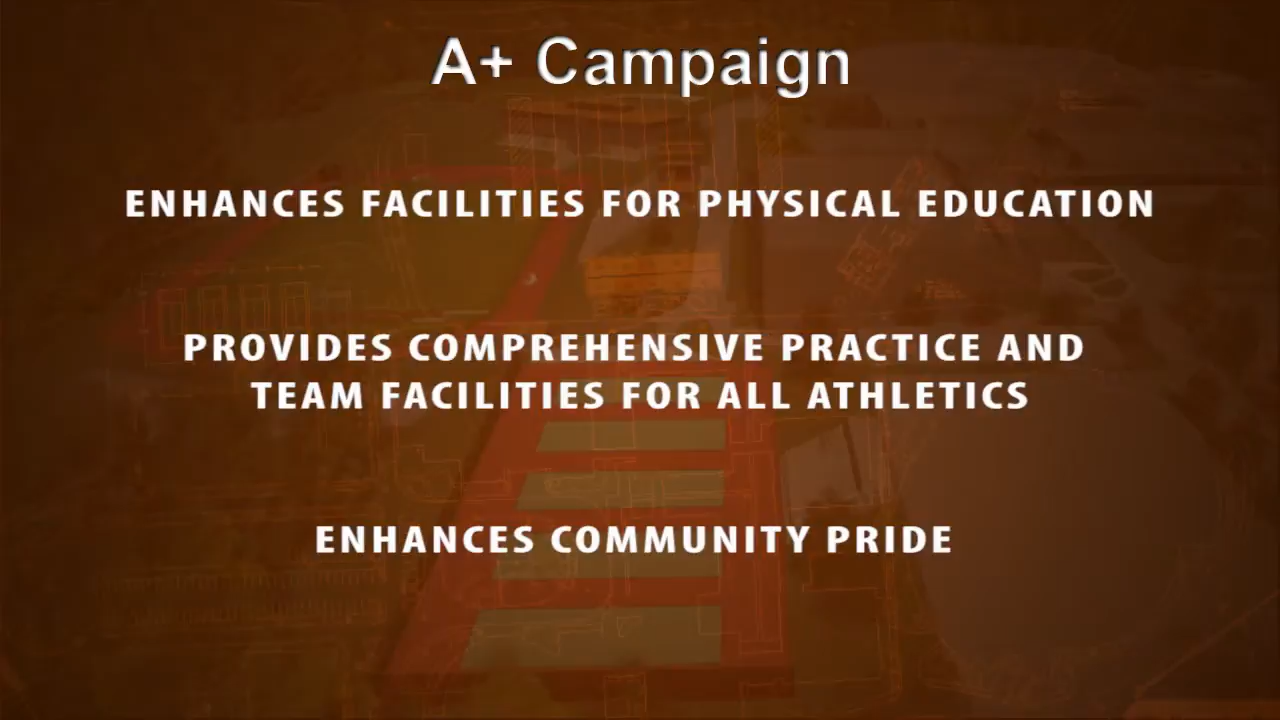 A+ Campaign
ENHANCES FACILITIES FOR PHYSICAL EDUCATION
PROVIDES COMPREHENSIVE PRACTICE AND
TEAM FACILITIES FOR ALL ATHLETICS
ENHANCES COMMUNITY PRIDE